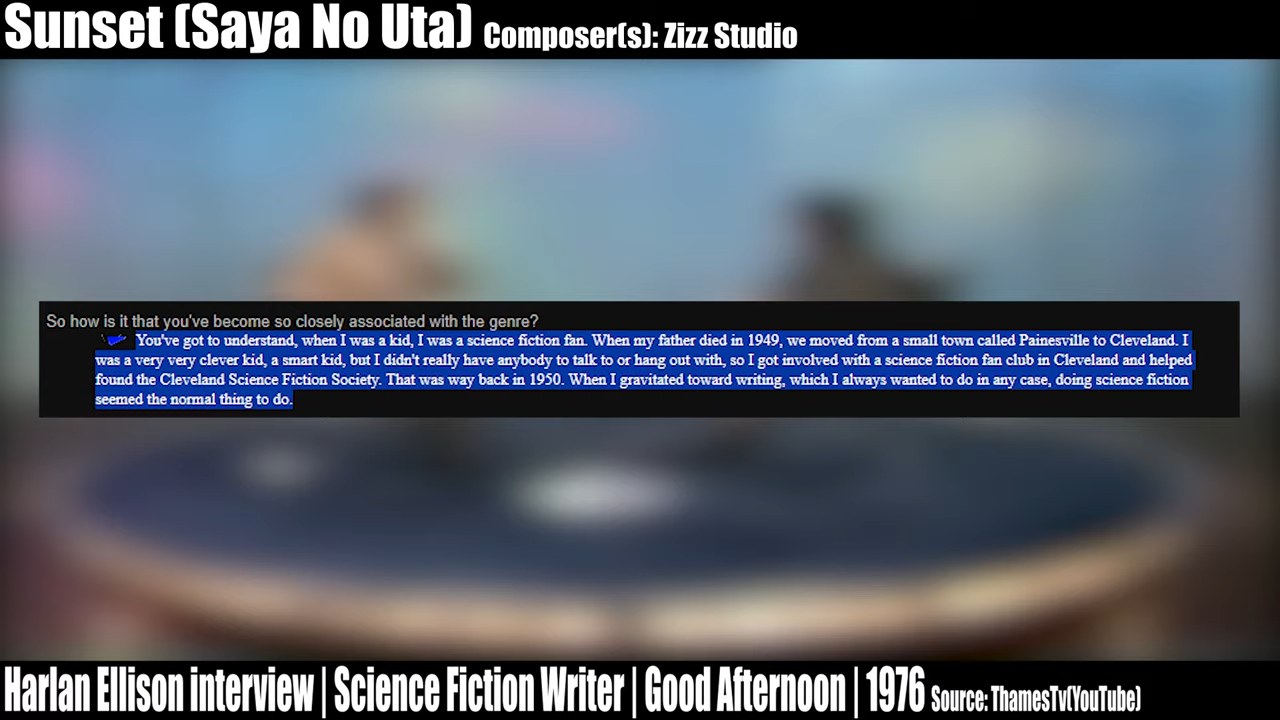 Sunset (Saya No Uta) Composer(s): Zizz Studio
So how is it that you've become so closely associated with the genre?
You've got to understand, when I was a kid, I was a science fiction fan. When my father died in 1949, we moved from a small town called Painesville to Cleveland. I
was a very very clever kid, a smart kid, but I didn't really have anybody to talk to or hang out with, so I got involved with a science fiction fan club in Cleveland and helped
found the Cleveland Science Fiction Society. That was way back in 1950. When I gravitated toward writing, which I always wanted to do in any case, doing science fiction
seemed the normal thing to do.
Harlan Ellison interview | Science Fiction Writer | Good Afternoon | 1976 Source: ThamesTv(YouTube)